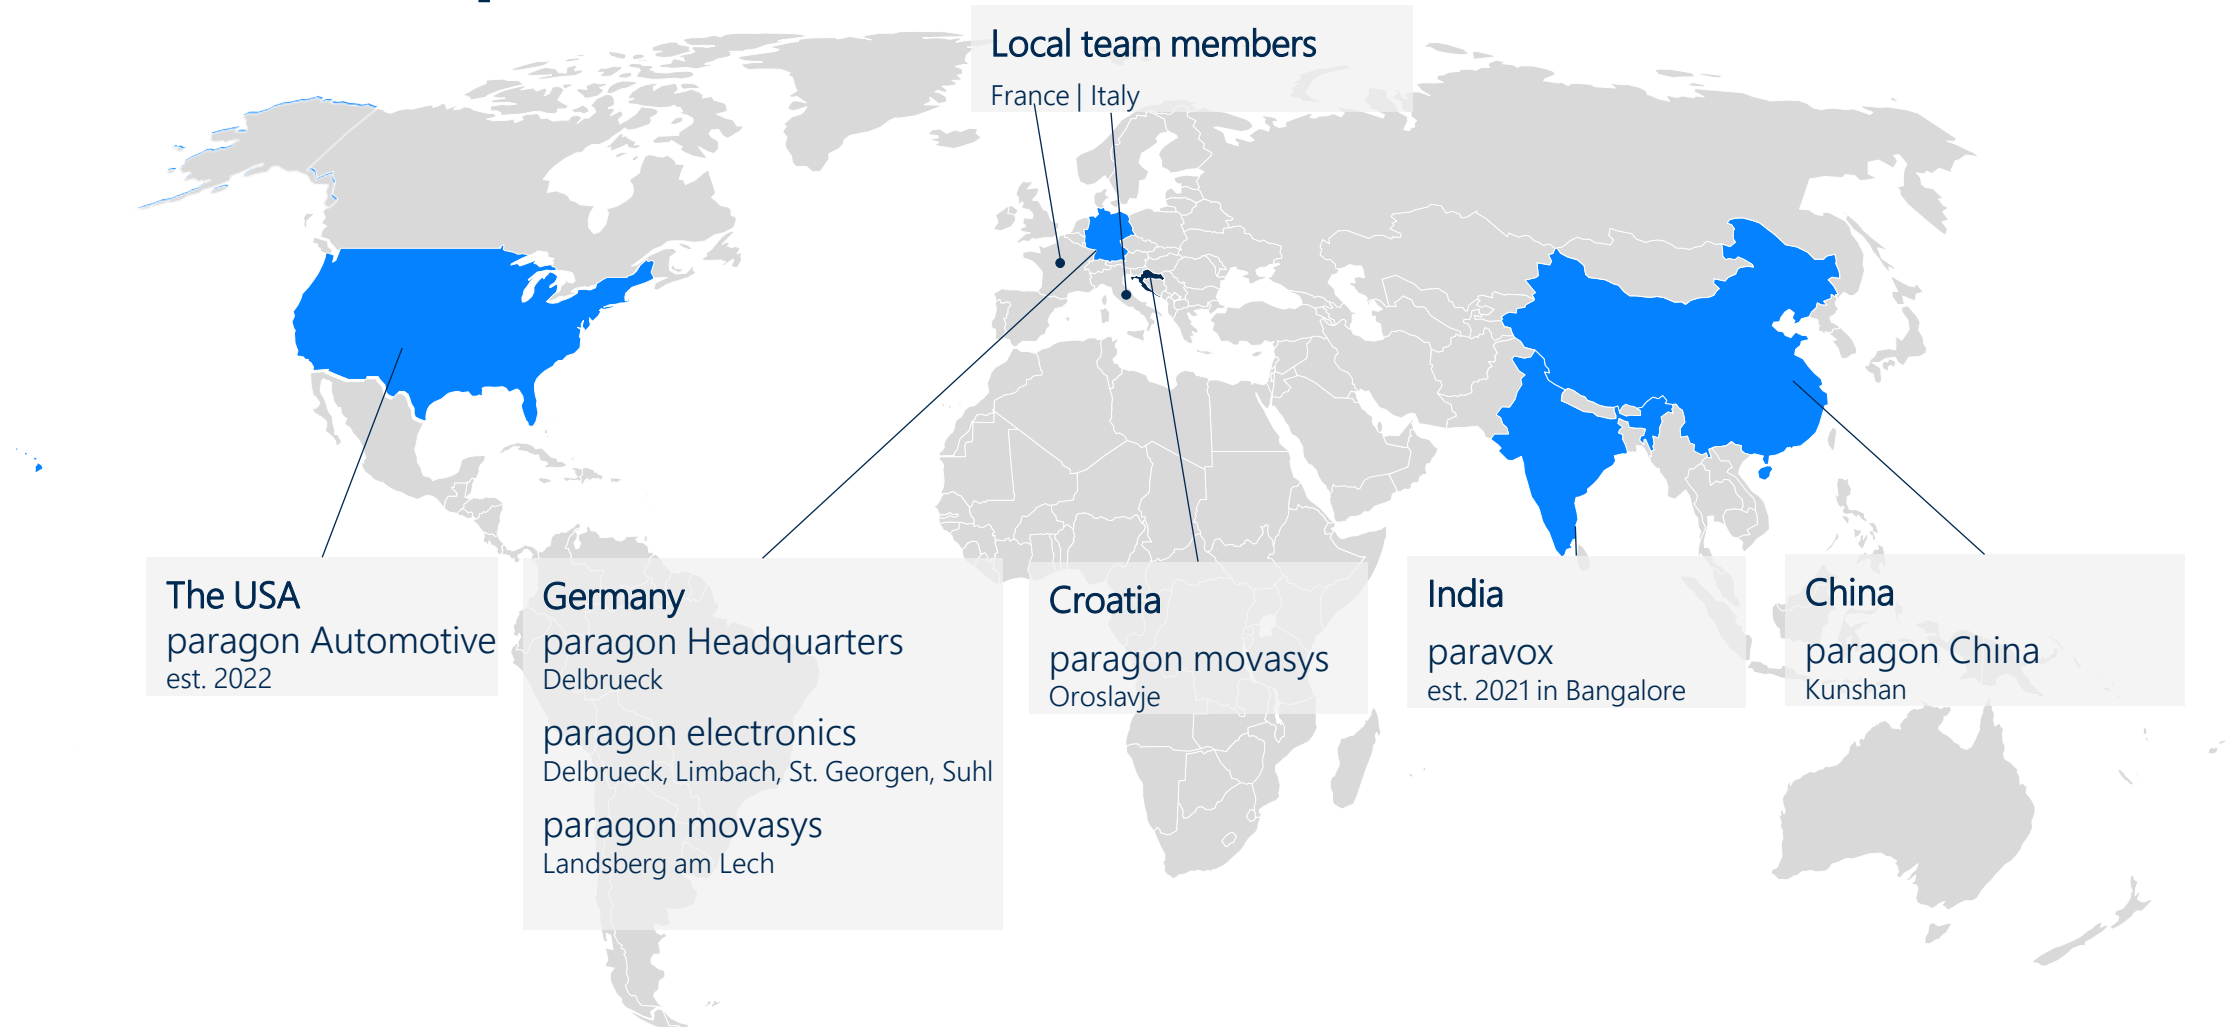 Local team members
France | Italy
The USA
paragon Automotive
est. 2022
Germany
paragon Headquarters
Delbrueck
paragon electronics
Delbrueck, Limbach, St. Georgen, Suhl
paragon movasys
Landsberg am Lech
Croatia
paragon movasys
Oroslavje
India
paravox
est. 2021 in Bangalore
China
paragon China
Kunshan